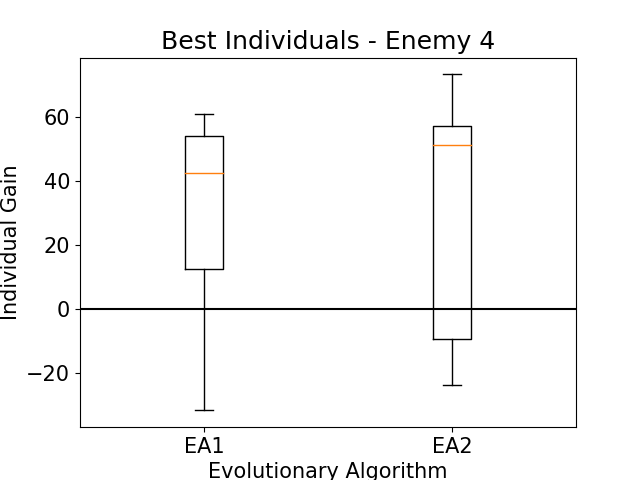 Best Individuals - Enemy 4
Individual Gain
60
40
20
0
−20
EA1 EA2
Evolutionary Algorithm